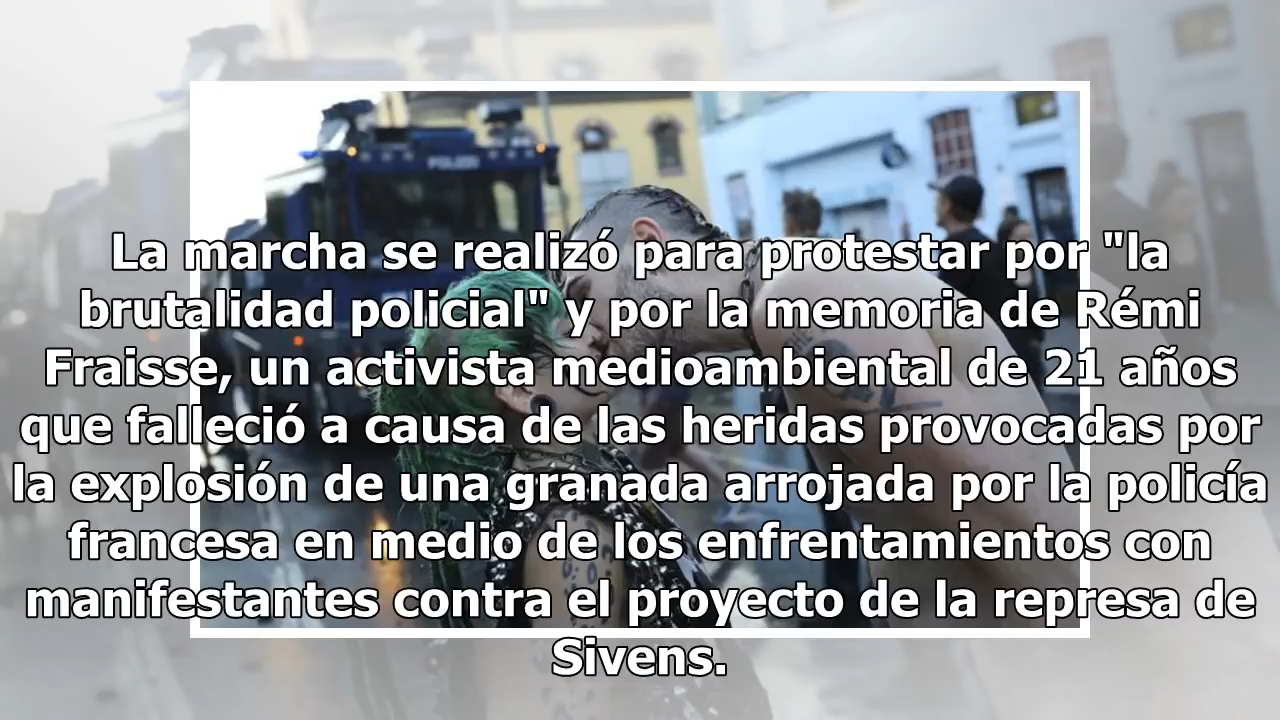 POLIZEI
La marcha se realizó para protestar por "la
brutalidad policial" y por la memoria de Rémi
Fraisse, un activista medioambiental de 21 años
que falleció a causa de las heridas provocadas por
la explosión de una granada arrojada por la policía
francesa en medio de los enfrentamientos con
manifestantes contra el proyecto de la represa de
Sivens.